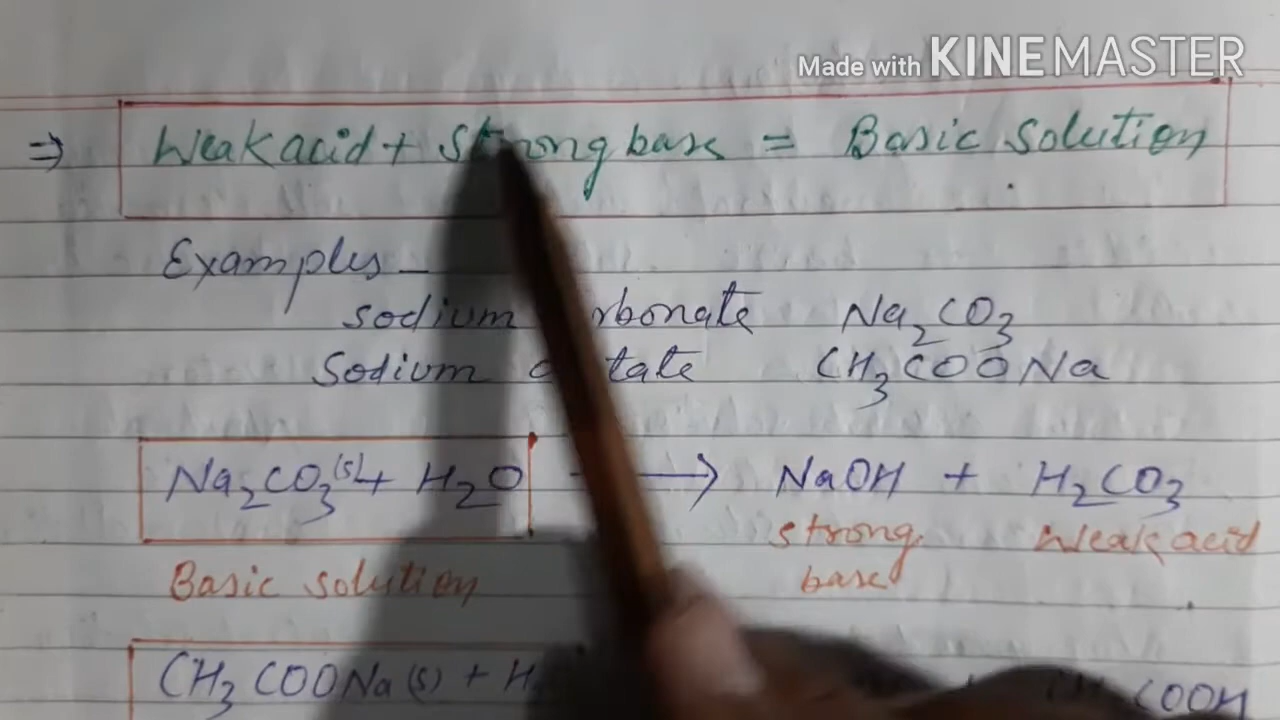 Made with KINEMASTER
⇒ Weak acid + Strong base = Basic Solution
Examples -
Sodium Na₂CO₃
Sodium CH₃COONa
Na₂CO₃(s) + H₂O → NaOH + H₂CO₃
strong weak acid
base
Basic solution
CH₃COONa(s) +